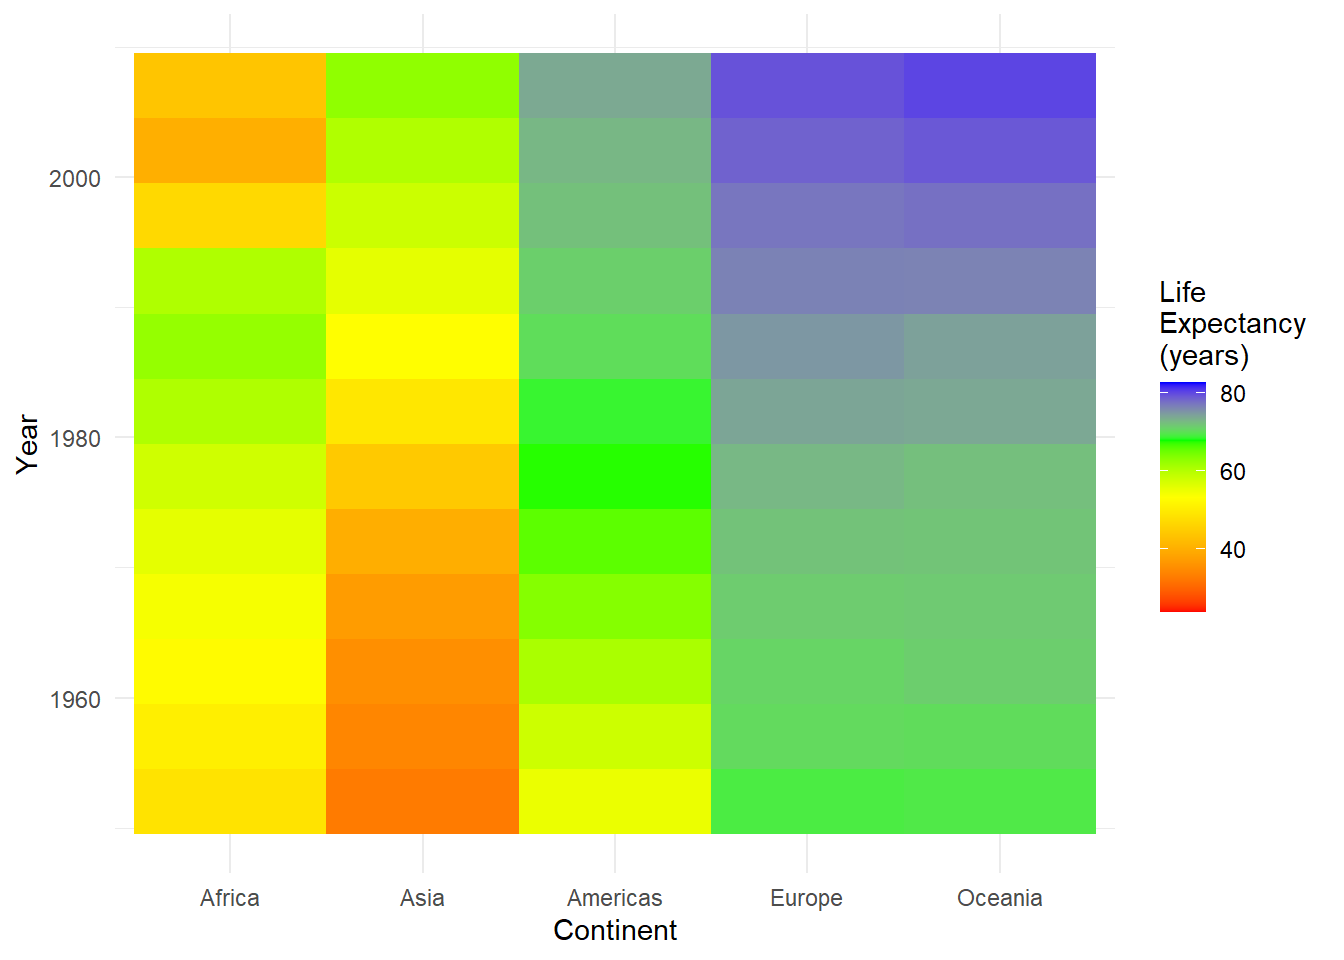 2000
1980
1960
Year
Africa
Asia
Americas
Europe
Oceania
Continent
Life
Expectancy
(years)
80
60
40